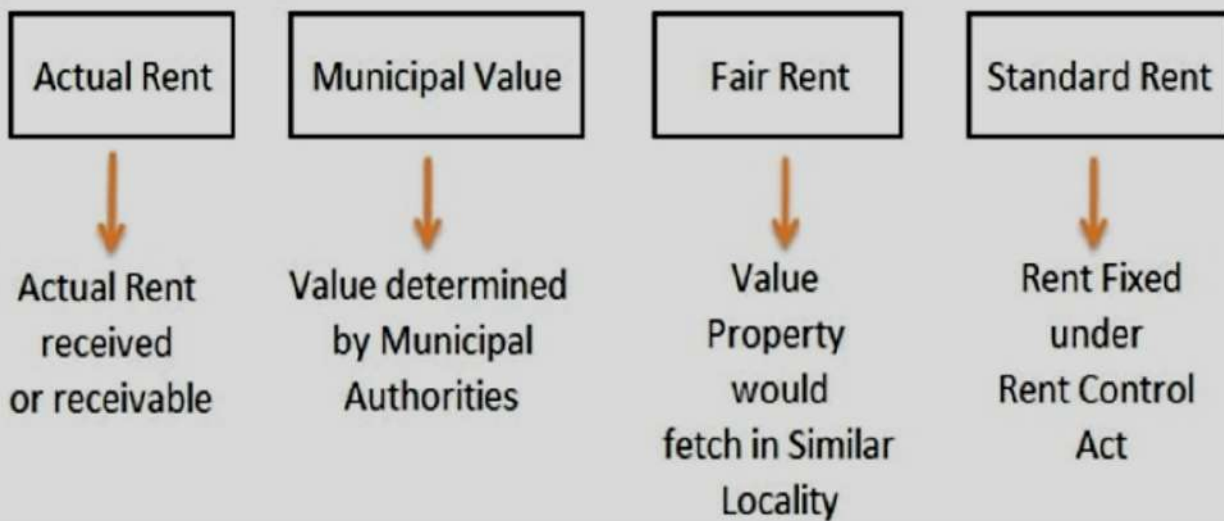 Actual Rent
Municipal Value
Fair Rent
Standard Rent
Actual Rent
received
or receivable
Value determined
by Municipal
Authorities
Value
Property
would
fetch in Similar
Locality
Rent Fixed
under
Rent Control
Act